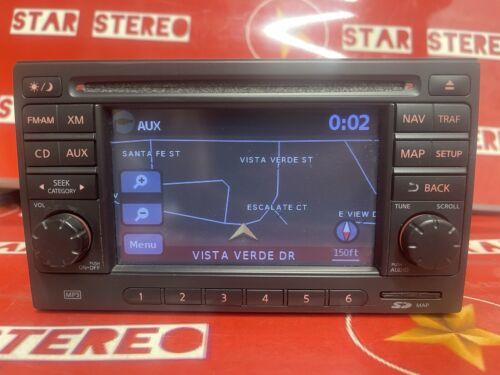 STAR STEREO
STAR STEREO
AUX
0:02
FM•AM
XM
NAV
TRAF
CD
AUX
MAP
SETUP
SEEK
CATEGORY
BACK
VOL
PUSH
ON•OFF
TUNE
SCROLL
PUSH
AUDIO
SANTA FE ST
VISTA VERDE ST
ESCALATE CT
E VIEW D
Menu
VISTA VERDE DR
150ft
MP3
1
2
3
4
5
6
SD
MAP
STEREO
STAR